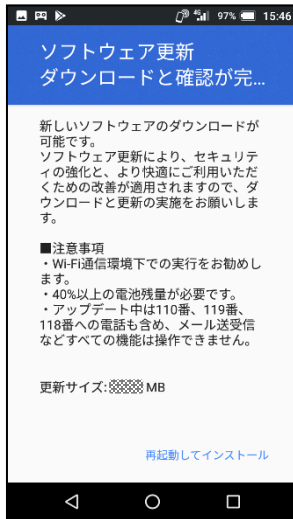 4G 97% 15:46
ソフトウェア更新
ダウンロードと確認が完...
新しいソフトウェアのダウンロードが
可能です。
ソフトウェア更新により、セキュリテ
ィの強化と、より快適にご利用いただ
くための改善が適用されますので、ダ
ウンロードと更新の実施をお願いしま
す。
■注意事項
・Wi-Fi通信環境下での実行をお勧めし
ます。
・40%以上の電池残量が必要です。
・アップデート中は110番、119番、
118番への電話も含め、メール送受信
などすべての機能は操作できません。
更新サイズ: MB
再起動してインストール